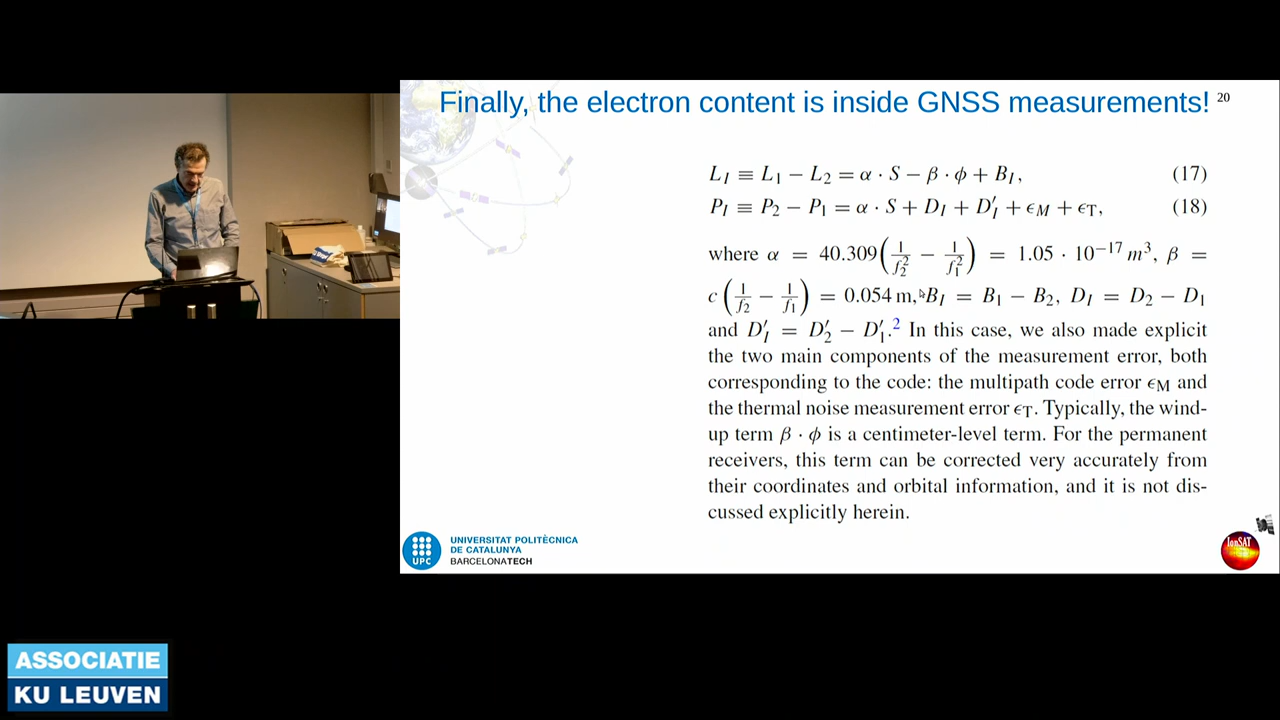 Finally, the electron content is inside GNSS measurements! 20
L_I ≡ L_1 − L_2 = α · S − β · ϕ + B_I, (17)
P_I ≡ P_2 − P_1 = α · S + D_I + D′_I + ϵ_M + ϵ_T, (18)
where α = 40.309(1/f_2^2 − 1/f_1^2) = 1.05 · 10^−17 m^3, β =
c(1/f_2 − 1/f_1) = 0.054 m, B_I = B_1 − B_2, D_I = D_2 − D_1
and D′_I = D′_2 − D′_1.^2 In this case, we also made explicit
the two main components of the measurement error, both
corresponding to the code: the multipath code error ϵ_M and
the thermal noise measurement error ϵ_T. Typically, the wind-
up term β · ϕ is a centimeter-level term. For the permanent
receivers, this term can be corrected very accurately from
their coordinates and orbital information, and it is not dis-
cussed explicitly herein.
UPC
UNIVERSITAT POLITÈCNICA
DE CATALUNYA
BARCELONATECH
IonSAT
ASSOCIATIE
KU LEUVEN